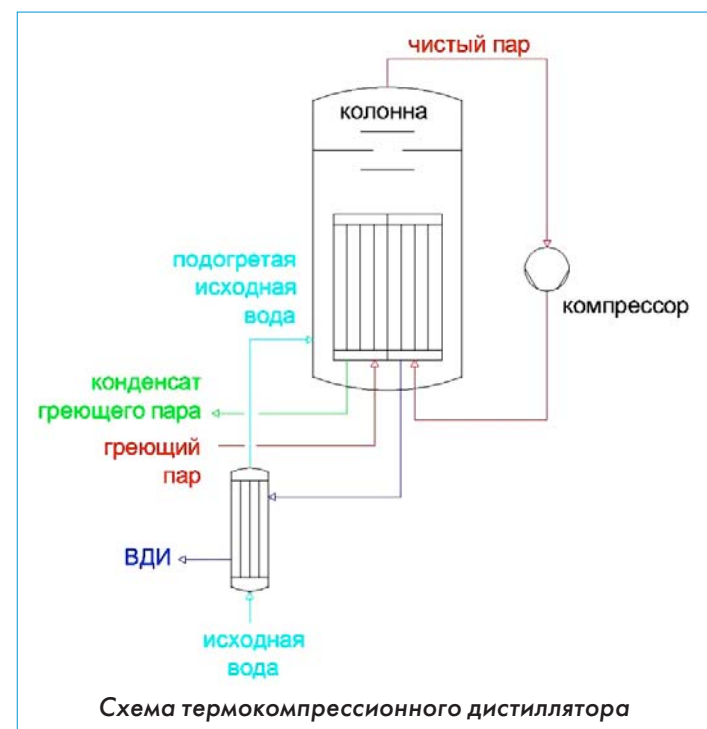 чистый пар
колонна
подогретая
исходная
вода
компрессор
конденсат
греющего пара
греющий
пар
ВДИ
исходная
вода
Схема термокомпрессионного дистиллятора